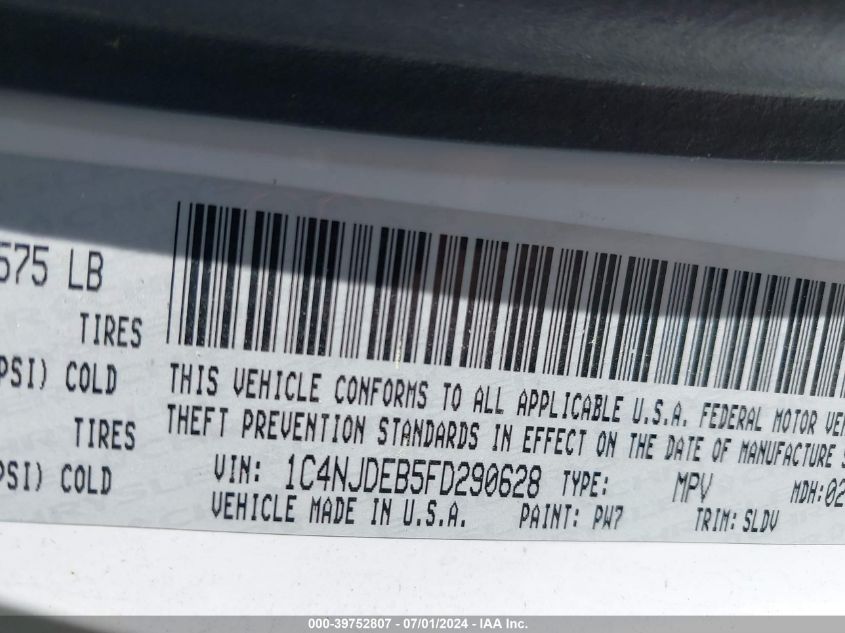 575 LB
TIRES
PSI) COLD
TIRES
PSI) COLD
THIS VEHICLE CONFORMS TO ALL APPLICABLE U.S.A. FEDERAL MOTOR VEH
THEFT PREVENTION STANDARDS IN EFFECT ON THE DATE OF MANUFACTURE S
VIN: 1C4NJDEB5FD290628 TYPE: MPV MDH:02
VEHICLE MADE IN U.S.A. PAINT: PW7 TRIM: SLDV
000-39752807 - 07/01/2024 - IAA Inc.